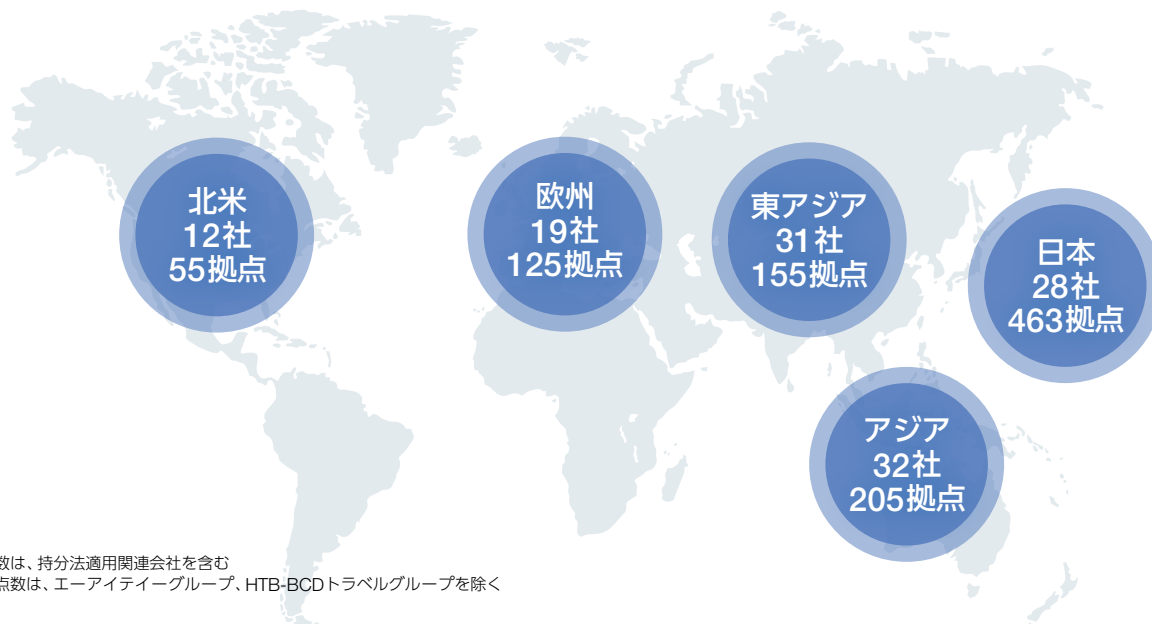 北米
12社
55拠点
欧州
19社
125拠点
東アジア
31社
155拠点
日本
28社
463拠点
アジア
32社
205拠点
数は、持分法適用関連会社を含む
点数は、エーアイテイーグループ、HTB-BCDトラベルグループを除く